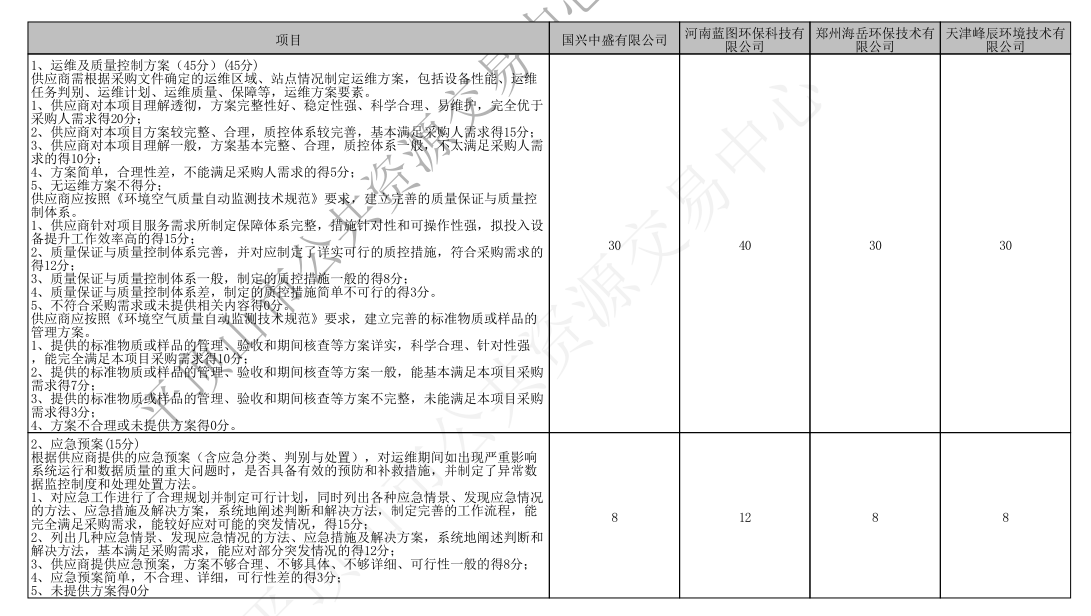 项目
国兴中盛有限公司
河南蓝图环保科技有
限公司
郑州海岳环保技术有
限公司
天津峰辰环境技术有
限公司
1、运维及质量控制方案（45分）(45分)
供应商需根据采购文件确定的运维区域、站点情况制定运维方案，包括设备性能、运维
任务判别、运维计划、运维质量、保障等，运维方案要素。
1、供应商对本项目理解透彻，方案完整性好、稳定性强、科学合理、易维护，完全优于
采购人需求得20分；
2、供应商对本项目方案较完整、合理，质控体系较完善，基本满足采购人需求得15分；
3、供应商对本项目理解一般，方案基本完整、合理，质控体系一般，不太满足采购人需
求的得10分；
4、方案简单，合理性差，不能满足采购人需求的得5分；
5、无运维方案不得分；
供应商应按照《环境空气质量自动监测技术规范》要求，建立完善的质量保证与质量控
制体系。
1、供应商针对项目服务需求所制定保障体系完整，措施针对性和可操作性强，拟投入设
备提升工作效率高的得15分；
2、质量保证与质量控制体系完善，并对应制定了详实可行的质控措施，符合采购需求的
得12分；
3、质量保证与质量控制体系一般，制定的质控措施一般的得8分；
4、质量保证与质量控制体系差，制定的质控措施简单不可行的得3分。
5、不符合采购需求或未提供相关内容得0分。
供应商应按照《环境空气质量自动监测技术规范》要求，建立完善的标准物质或样品的
管理方案。
1、提供的标准物质或样品的管理、验收和期间核查等方案详实，科学合理、针对性强
，能完全满足本项目采购需求得10分；
2、提供的标准物质或样品的管理、验收和期间核查等方案一般，能基本满足本项目采购
需求得7分；
3、提供的标准物质或样品的管理、验收和期间核查等方案不完整，未能满足本项目采购
需求得3分；
4、方案不合理或未提供方案得0分。
30
40
30
30
2、应急预案(15分)
根据供应商提供的应急预案（含应急分类、判别与处置），对运维期间如出现严重影响
系统运行和数据质量的重大问题时，是否具备有效的预防和补救措施，并制定了异常数
据监控制度和处理处置方法。
1、对应急工作进行了合理规划并制定可行计划，同时列出各种应急情景、发现应急情况
的方法、应急措施及解决方案，系统地阐述判断和解决方法，制定完善的工作流程，能
完全满足采购需求，能较好应对可能的突发情况，得15分；
2、列出几种应急情景、发现应急情况的方法、应急措施及解决方案，系统地阐述判断和
解决方法，基本满足采购需求，能应对部分突发情况的得12分；
3、供应商提供应急预案，方案不够合理、不够具体、不够详细、可行性一般的得8分；
4、应急预案简单，不合理、详细，可行性差的得3分；
5、未提供方案得0分
8
12
8
8
平顶山市公共资源交易中心
平顶山市公共资源交易中心